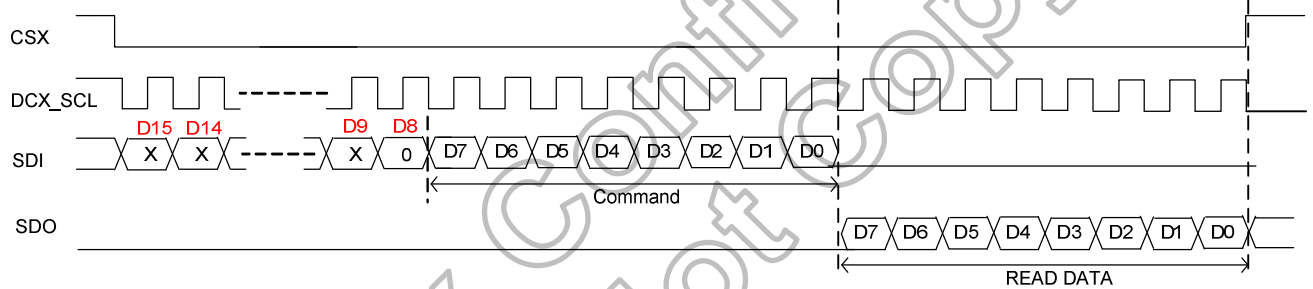 CSX
DCX_SCL
D15 D14 D9 D8
SDI X X X 0 D7 D6 D5 D4 D3 D2 D1 D0
Command
SDO D7 D6 D5 D4 D3 D2 D1 D0
READ DATA